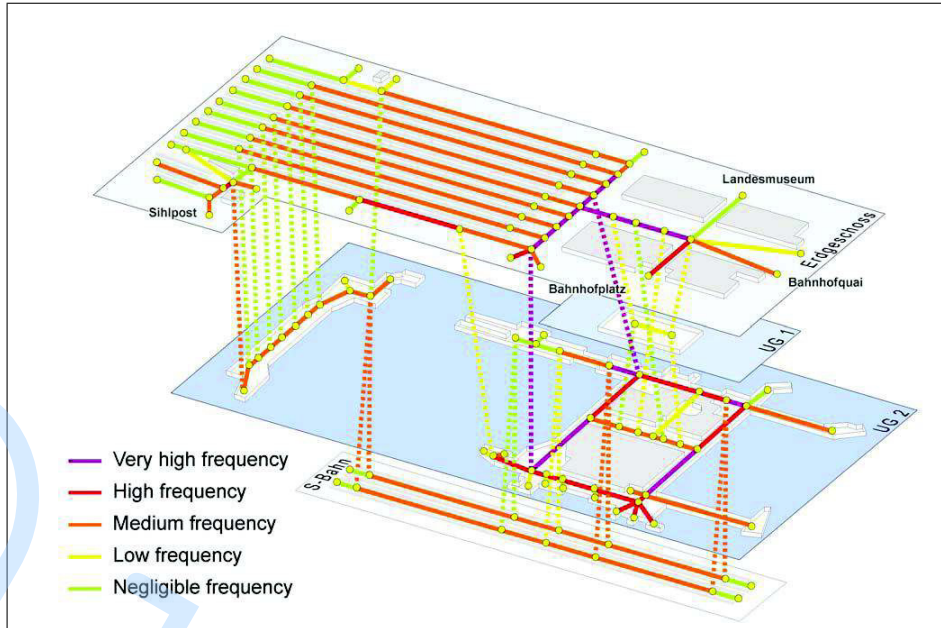 Landesmuseum
Sihlpost
Erdgeschoss
Bahnhofplatz
Bahnhofquai
UG 1
UG 2
S-Bahn
Very high frequency
High frequency
Medium frequency
Low frequency
Negligible frequency